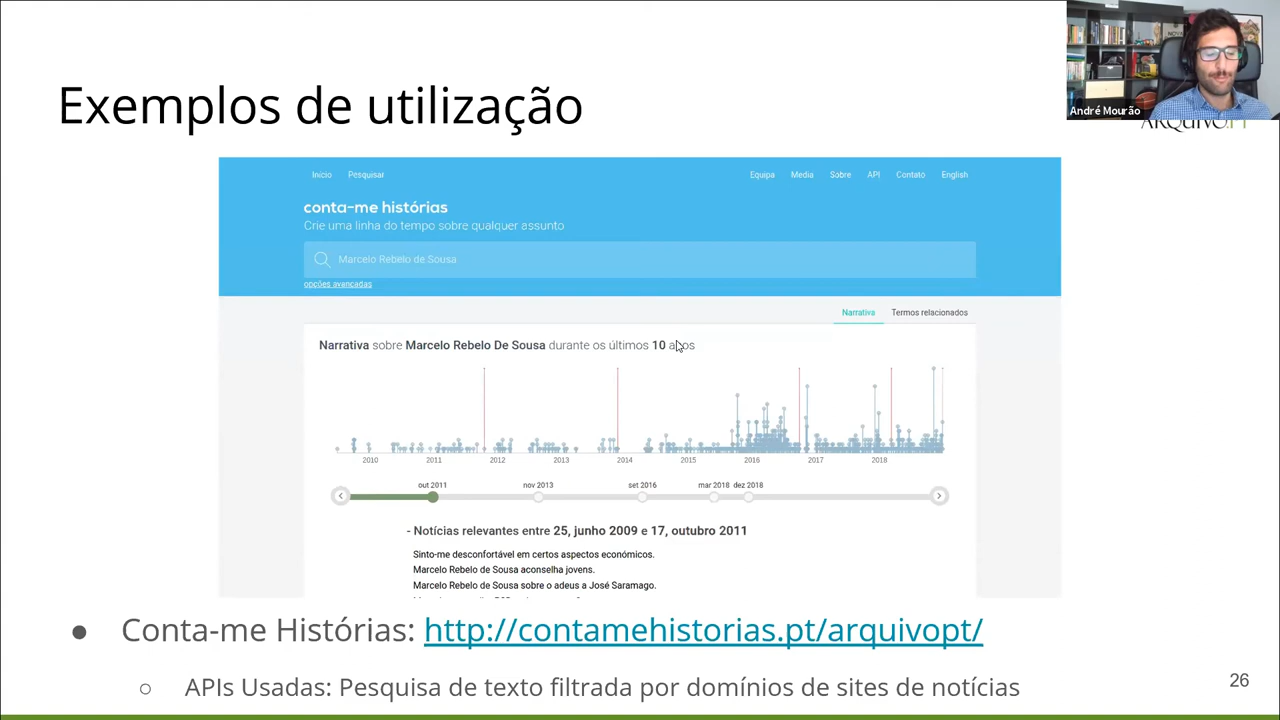 André Mourão
ARQUIVO.PT
Exemplos de utilização
Início Pesquisar Equipa Media Sobre API Contato English
conta-me histórias
Crie uma linha do tempo sobre qualquer assunto
Marcelo Rebelo de Sousa
opções avançadas
Narrativa Termos relacionados
Narrativa sobre Marcelo Rebelo De Sousa durante os últimos 10 anos
2010 2011 2012 2013 2014 2015 2016 2017 2018
out 2011 nov 2013 set 2016 mar 2018 dez 2018
- Notícias relevantes entre 25, junho 2009 e 17, outubro 2011
Sinto-me desconfortável em certos aspectos económicos.
Marcelo Rebelo de Sousa aconselha jovens.
Marcelo Rebelo de Sousa sobre o adeus a José Saramago.
● Conta-me Histórias: http://contamehistorias.pt/arquivopt/
○ APIs Usadas: Pesquisa de texto filtrada por domínios de sites de notícias
26